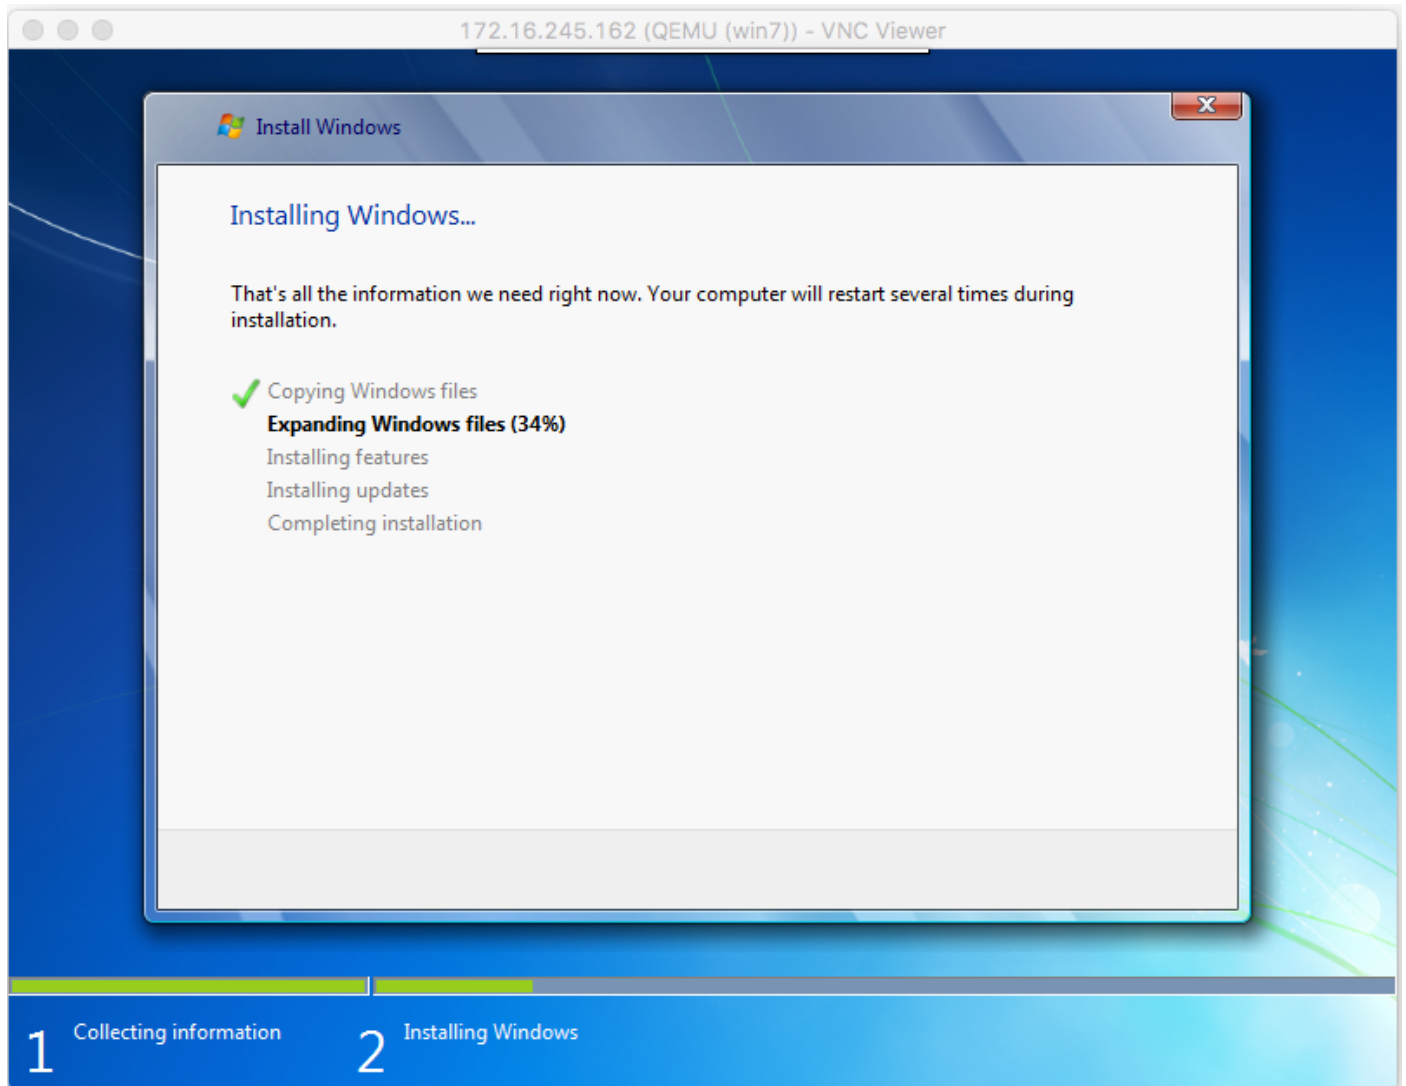 172.16.245.162 (QEMU (win7)) - VNC Viewer
Install Windows
Installing Windows...
That's all the information we need right now. Your computer will restart several times during
installation.
Copying Windows files
Expanding Windows files (34%)
Installing features
Installing updates
Completing installation
1 Collecting information 2 Installing Windows